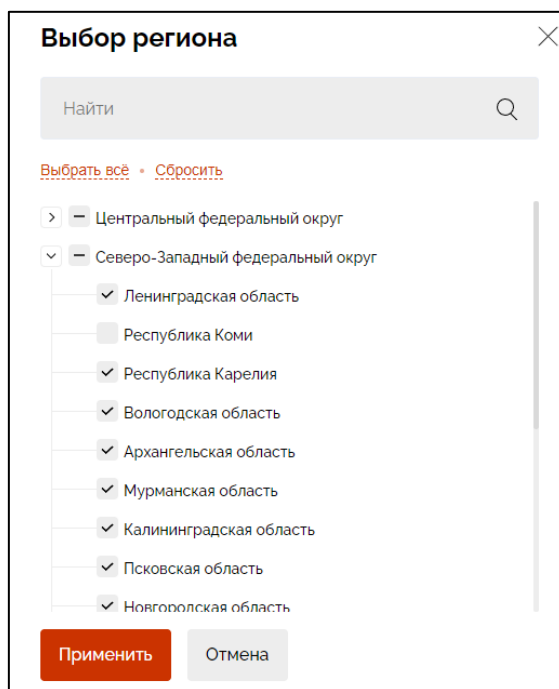 Выбор региона
Найти
Выбрать всё • Сбросить
Центральный федеральный округ
Северо-Западный федеральный округ
Ленинградская область
Республика Коми
Республика Карелия
Вологодская область
Архангельская область
Мурманская область
Калининградская область
Псковская область
Новгородская область
Применить Отмена